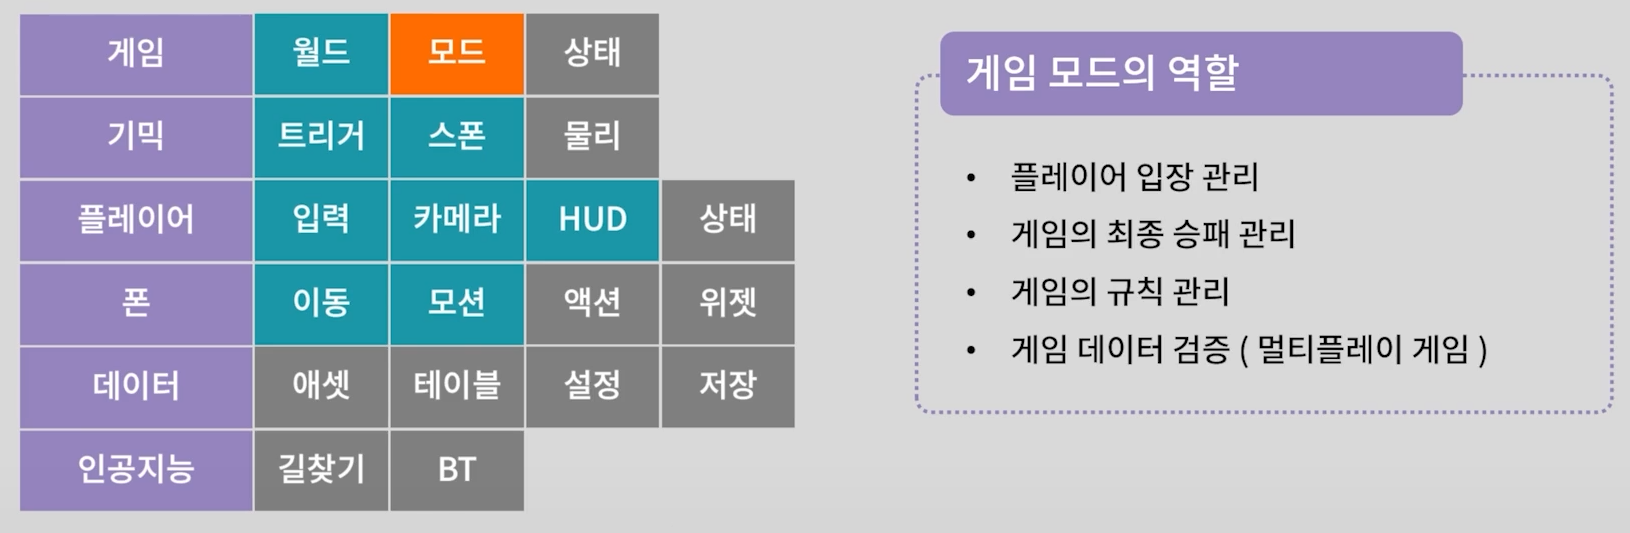 게임 월드 모드 상태
기믹 트리거 스폰 물리
플레이어 입력 카메라 HUD 상태
폰 이동 모션 액션 위젯
데이터 애셋 테이블 설정 저장
인공지능 길찾기 BT
게임 모드의 역할
• 플레이어 입장 관리
• 게임의 최종 승패 관리
• 게임의 규칙 관리
• 게임 데이터 검증 ( 멀티플레이 게임 )